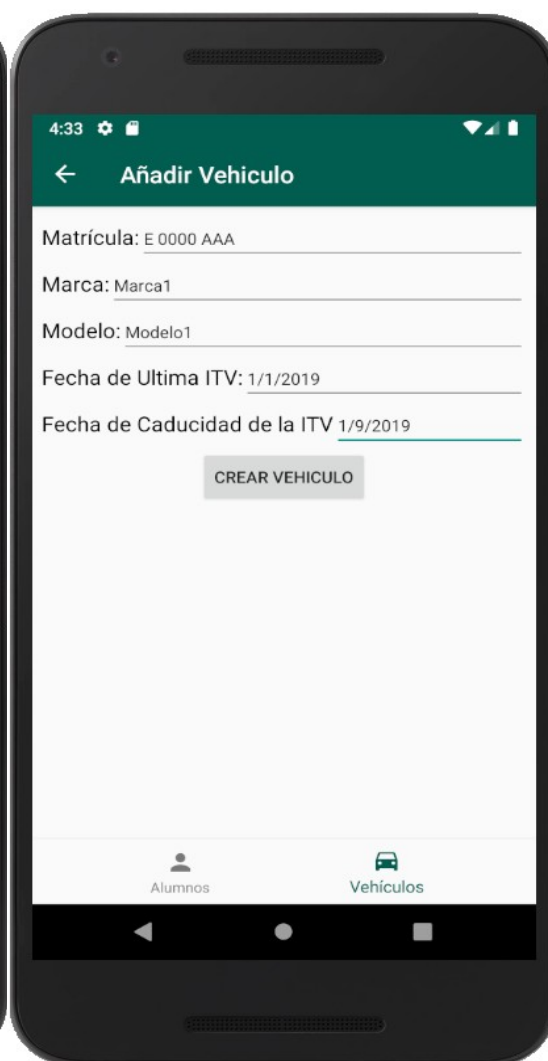 4:33
Añadir Vehiculo
Matrícula: E 0000 AAA
Marca: Marca1
Modelo: Modelo1
Fecha de Ultima ITV: 1/1/2019
Fecha de Caducidad de la ITV 1/9/2019
CREAR VEHICULO
Alumnos Vehículos